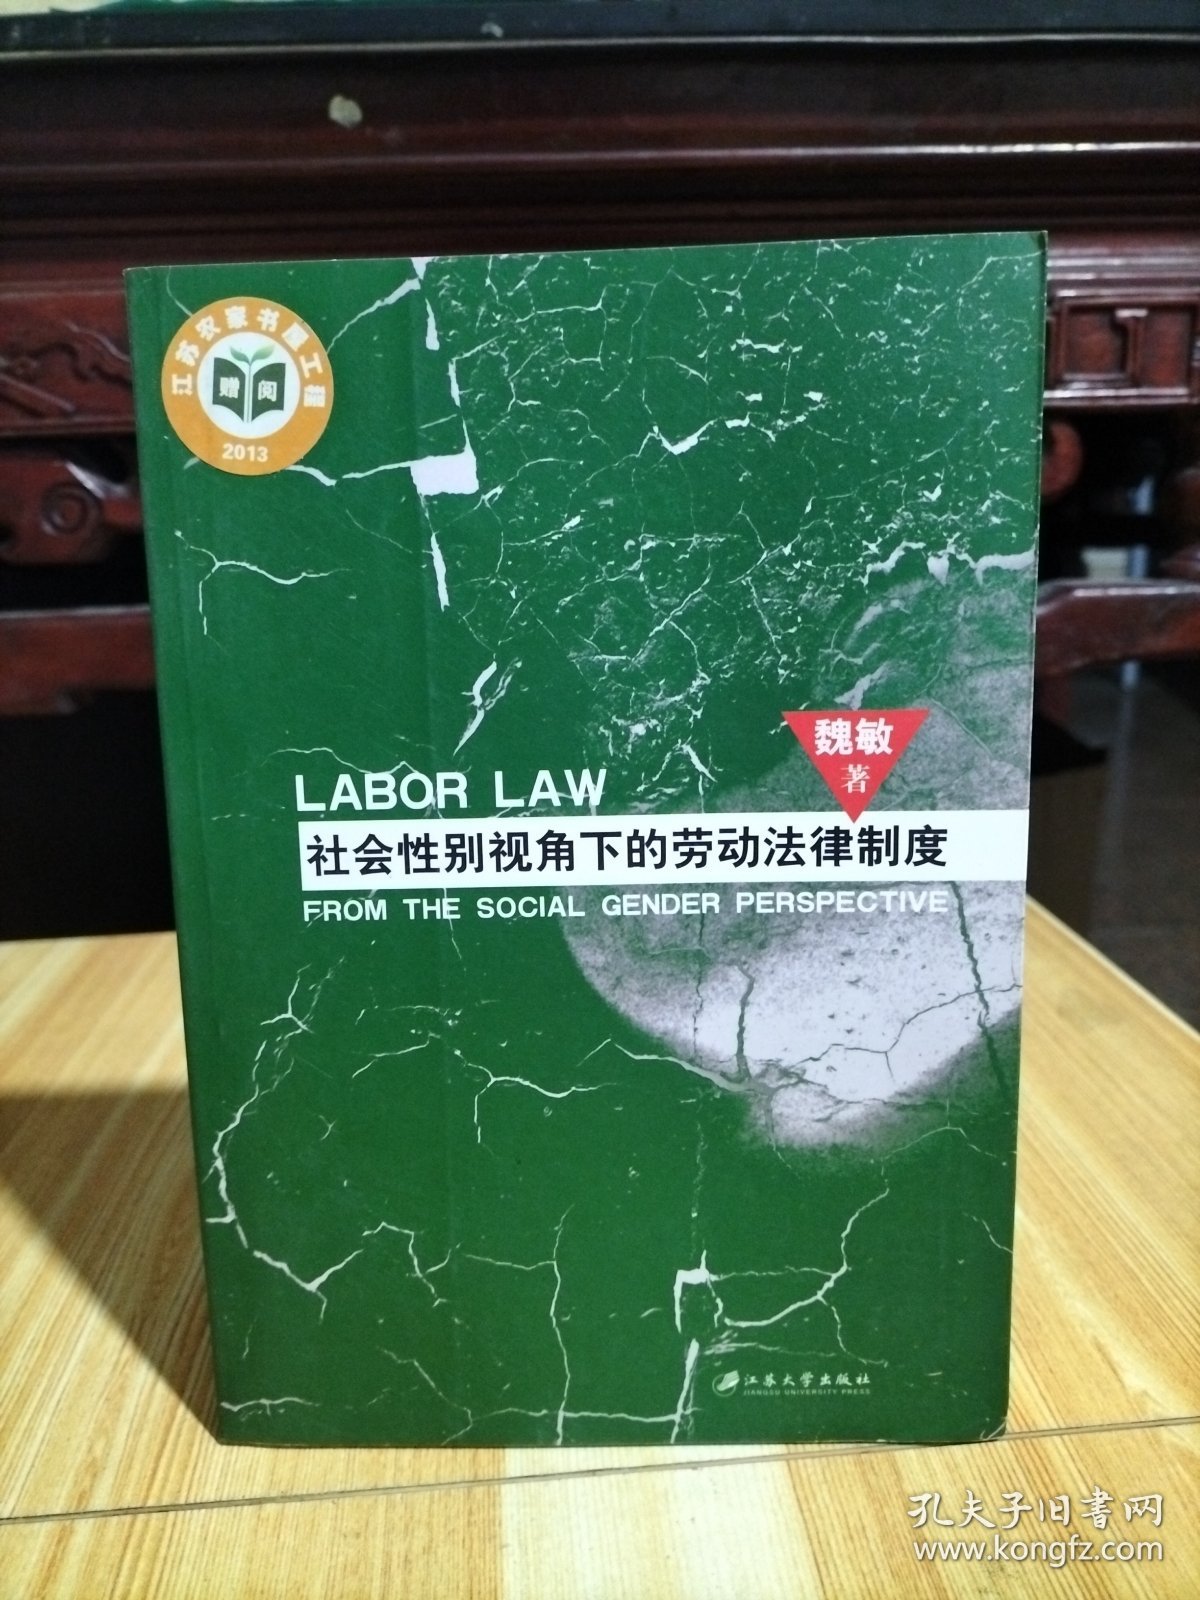 江苏农家书屋工程
赠阅
2013
魏敏
著
LABOR LAW
社会性别视角下的劳动法律制度
FROM THE SOCIAL GENDER PERSPECTIVE
江苏大学出版社
JIANGSU UNIVERSITY PRESS
孔夫子旧书网
www.kongfz.com